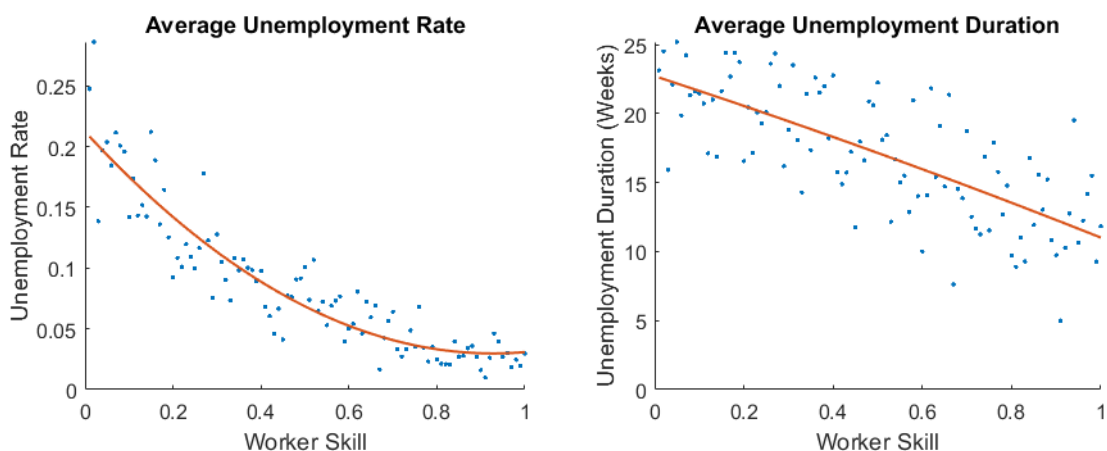 Average Unemployment Rate
Unemployment Rate
0.25
0.2
0.15
0.1
0.05
0
0 0.2 0.4 0.6 0.8 1
Worker Skill
Average Unemployment Duration
Unemployment Duration (Weeks)
25
20
15
10
5
0
0 0.2 0.4 0.6 0.8 1
Worker Skill